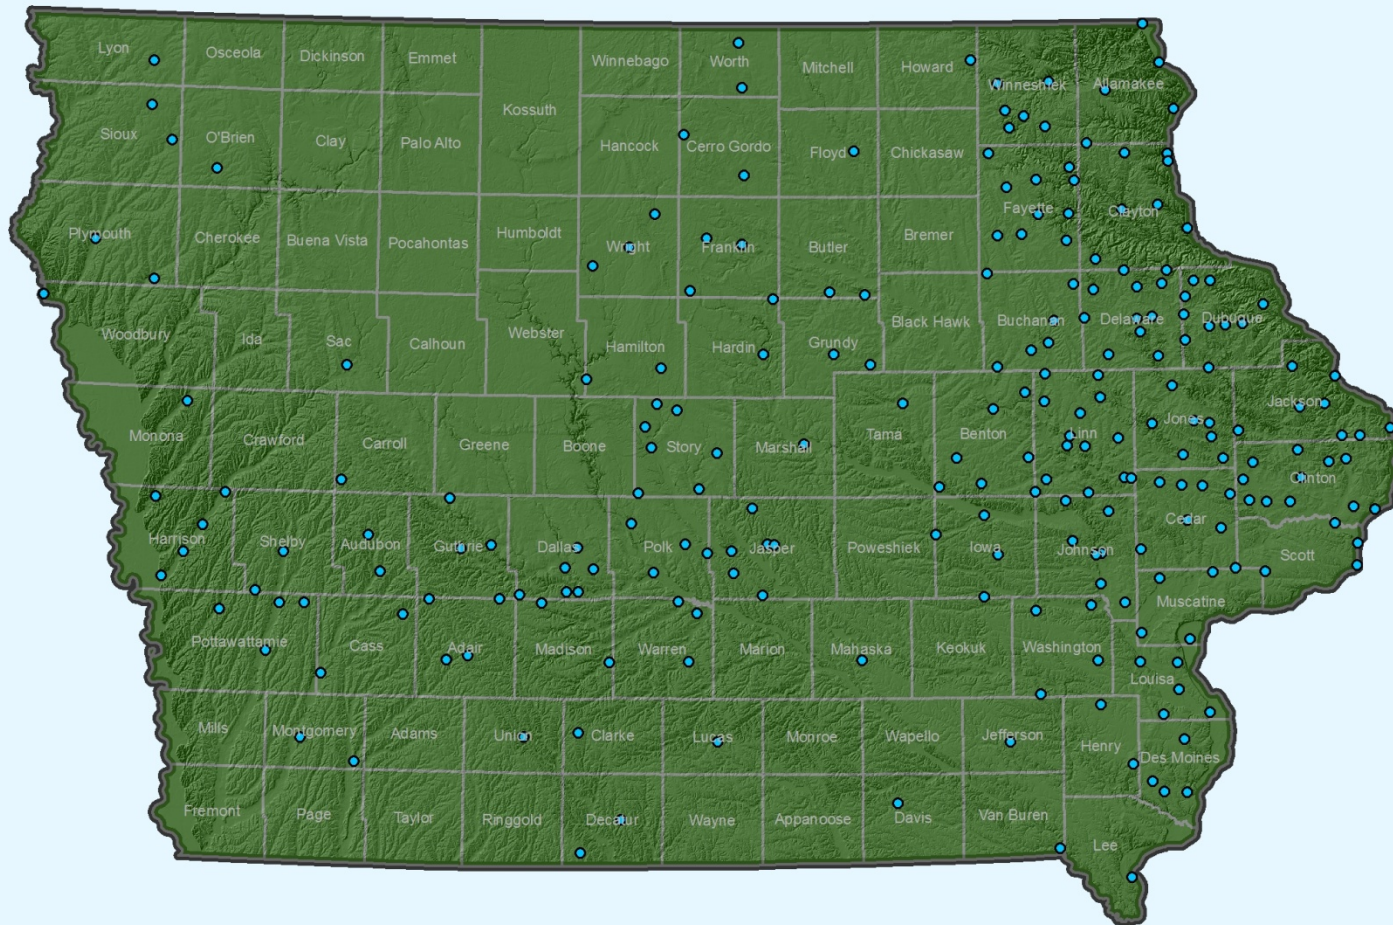 Lyon
Osceola
Dickinson
Emmet
Winnebago
Worth
Mitchell
Howard
Winneshiek
Allamakee
Kossuth
Sioux
O'Brien
Clay
Palo Alto
Hancock
Cerro Gordo
Floyd
Chickasaw
Fayette
Clayton
Plymouth
Cherokee
Buena Vista
Pocahontas
Humboldt
Wright
Franklin
Butler
Bremer
Woodbury
Ida
Sac
Calhoun
Webster
Hamilton
Hardin
Grundy
Black Hawk
Buchanan
Delaware
Dubuque
Monona
Crawford
Carroll
Greene
Boone
Story
Marshall
Tama
Benton
Linn
Jones
Jackson
Clinton
Harrison
Shelby
Audubon
Guthrie
Dallas
Polk
Jasper
Poweshiek
Iowa
Johnson
Cedar
Scott
Muscatine
Pottawattamie
Cass
Adair
Madison
Warren
Marion
Mahaska
Keokuk
Washington
Louisa
Mills
Montgomery
Adams
Union
Clarke
Lucas
Monroe
Wapello
Jefferson
Henry
Des Moines
Fremont
Page
Taylor
Ringgold
Decatur
Wayne
Appanoose
Davis
Van Buren
Lee